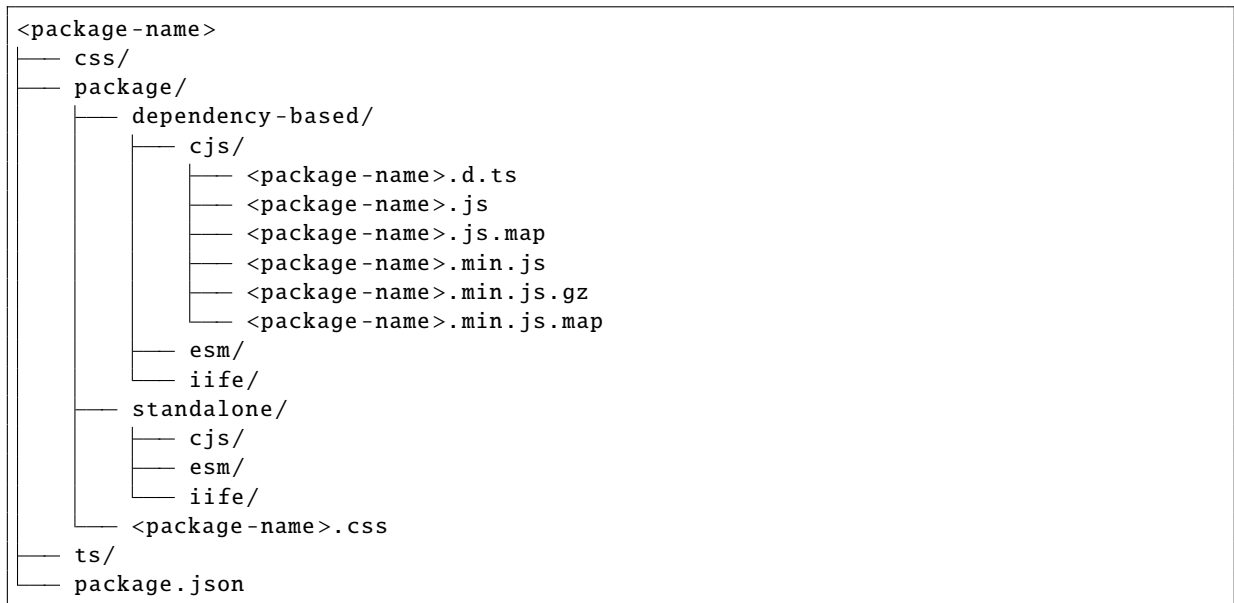 <package-name>
css/
package/
dependency-based/
cjs/
<package-name>.d.ts
<package-name>.js
<package-name>.js.map
<package-name>.min.js
<package-name>.min.js.gz
<package-name>.min.js.map
esm/
iife/
standalone/
cjs/
esm/
iife/
<package-name>.css
ts/
package.json